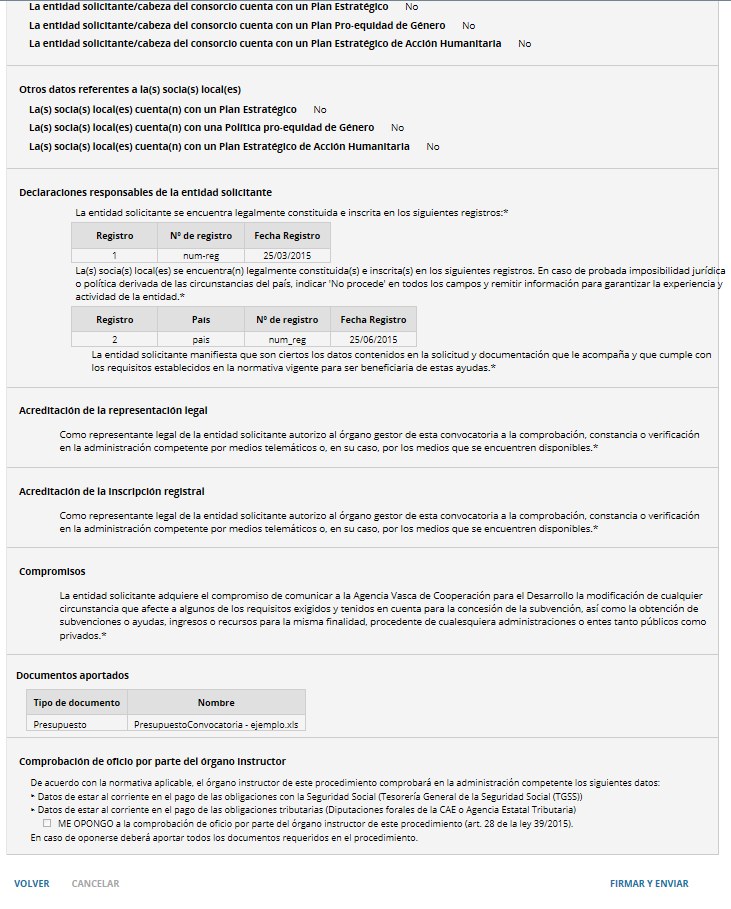 La entidad solicitante/cabeza del consorcio cuenta con un Plan Estratégico No
La entidad solicitante/cabeza del consorcio cuenta con un Plan Pro-equidad de Género No
La entidad solicitante/cabeza del consorcio cuenta con un Plan Estratégico de Acción Humanitaria No
Otros datos referentes a la(s) socia(s) local(es)
La(s) socia(s) local(es) cuenta(n) con un Plan Estratégico No
La(s) socia(s) local(es) cuenta(n) con una Política pro-equidad de Género No
La(s) socia(s) local(es) cuenta(n) con un Plan Estratégico de Acción Humanitaria No
Declaraciones responsables de la entidad solicitante
La entidad solicitante se encuentra legalmente constituida e inscrita en los siguientes registros:*
Registro Nº de registro Fecha Registro
1 num-reg 25/03/2015
La(s) socia(s) local(es) se encuentra(n) legalmente constituida(s) e inscrita(s) en los siguientes registros. En caso de probada imposibilidad jurídica
o política derivada de las circunstancias del país, indicar 'No procede' en todos los campos y remitir información para garantizar la experiencia y
actividad de la entidad.*
Registro País Nº de registro Fecha Registro
2 pais num_reg 25/06/2015
La entidad solicitante manifiesta que son ciertos los datos contenidos en la solicitud y documentación que le acompaña y que cumple con
los requisitos establecidos en la normativa vigente para ser beneficiaria de estas ayudas.*
Acreditación de la representación legal
Como representante legal de la entidad solicitante autorizo al órgano gestor de esta convocatoria a la comprobación, constancia o verificación
en la administración competente por medios telemáticos o, en su caso, por los medios que se encuentren disponibles.*
Acreditación de la inscripción registral
Como representante legal de la entidad solicitante autorizo al órgano gestor de esta convocatoria a la comprobación, constancia o verificación
en la administración competente por medios telemáticos o, en su caso, por los medios que se encuentren disponibles.*
Compromisos
La entidad solicitante adquiere el compromiso de comunicar a la Agencia Vasca de Cooperación para el Desarrollo la modificación de cualquier
circunstancia que afecte a algunos de los requisitos exigidos y tenidos en cuenta para la concesión de la subvención, así como la obtención de
subvenciones o ayudas, ingresos o recursos para la misma finalidad, procedente de cualesquiera administraciones o entes tanto públicos como
privados.*
Documentos aportados
Tipo de documento Nombre
Presupuesto PresupuestoConvocatoria - ejemplo.xls
Comprobación de oficio por parte del órgano instructor
De acuerdo con la normativa aplicable, el órgano instructor de este procedimiento comprobará en la administración competente los siguientes datos:
‣ Datos de estar al corriente en el pago de las obligaciones con la Seguridad Social (Tesorería General de la Seguridad Social (TGSS))
‣ Datos de estar al corriente en el pago de las obligaciones tributarias (Diputaciones forales de la CAE o Agencia Estatal Tributaria)
☐ ME OPONGO a la comprobación de oficio por parte del órgano instructor de este procedimiento (art. 28 de la ley 39/2015).
En caso de oponerse deberá aportar todos los documentos requeridos en el procedimiento.
VOLVER CANCELAR FIRMAR Y ENVIAR